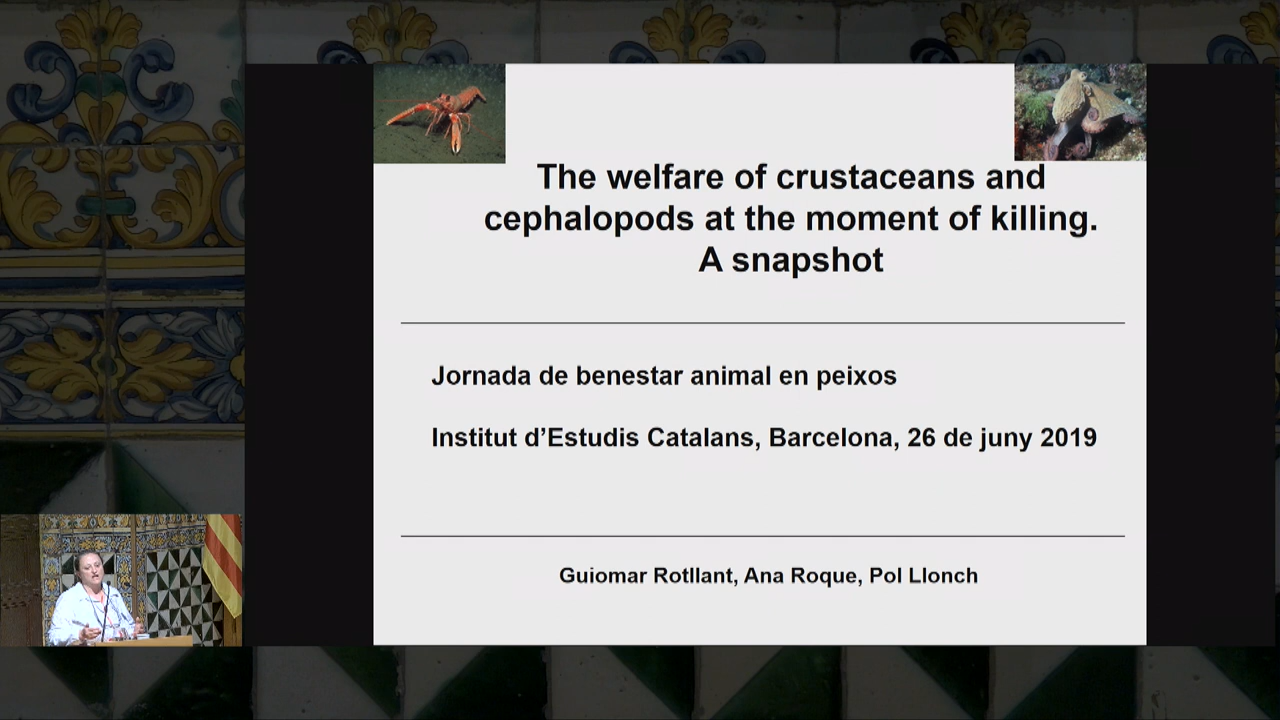 The welfare of crustaceans and
cephalopods at the moment of killing.
A snapshot
Jornada de benestar animal en peixos
Institut d’Estudis Catalans, Barcelona, 26 de juny 2019
Guiomar Rotllant, Ana Roque, Pol Llonch